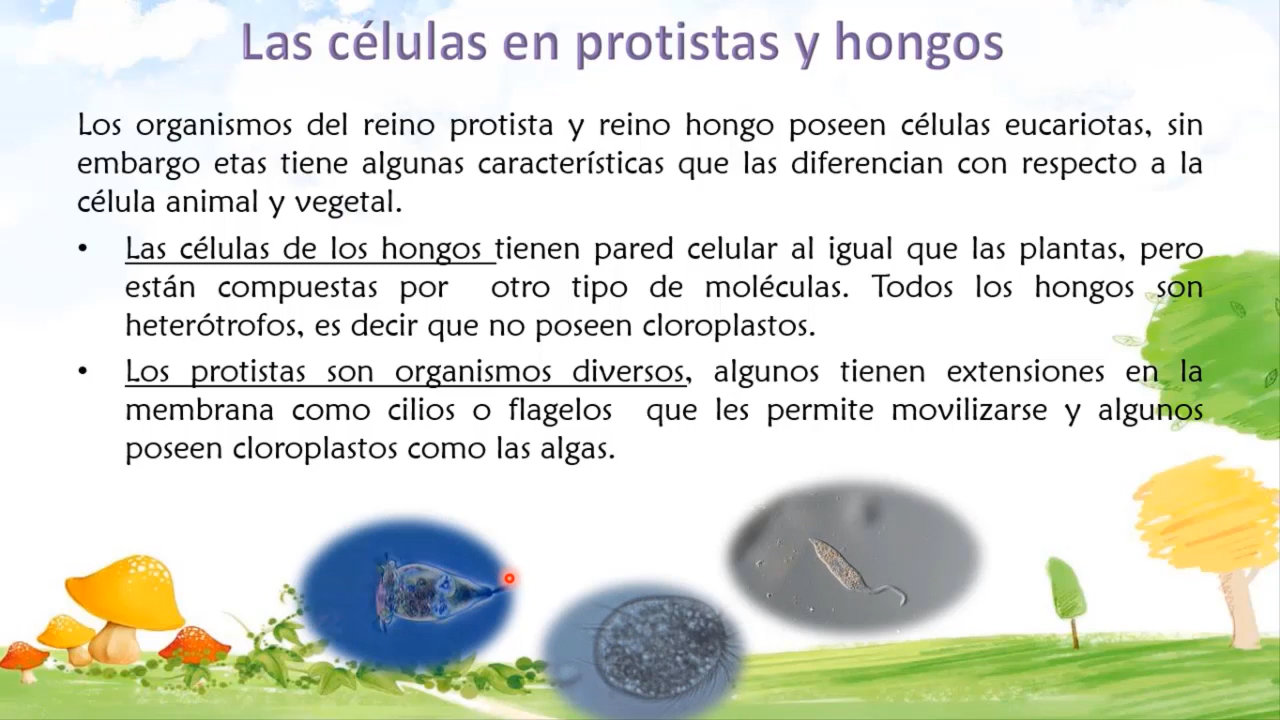 Las células en protistas y hongos
Los organismos del reino protista y reino hongo poseen células eucariotas, sin
embargo etas tiene algunas características que las diferencian con respecto a la
célula animal y vegetal.
• Las células de los hongos tienen pared celular al igual que las plantas, pero
están compuestas por otro tipo de moléculas. Todos los hongos son
heterótrofos, es decir que no poseen cloroplastos.
• Los protistas son organismos diversos, algunos tienen extensiones en la
membrana como cilios o flagelos que les permite movilizarse y algunos
poseen cloroplastos como las algas.